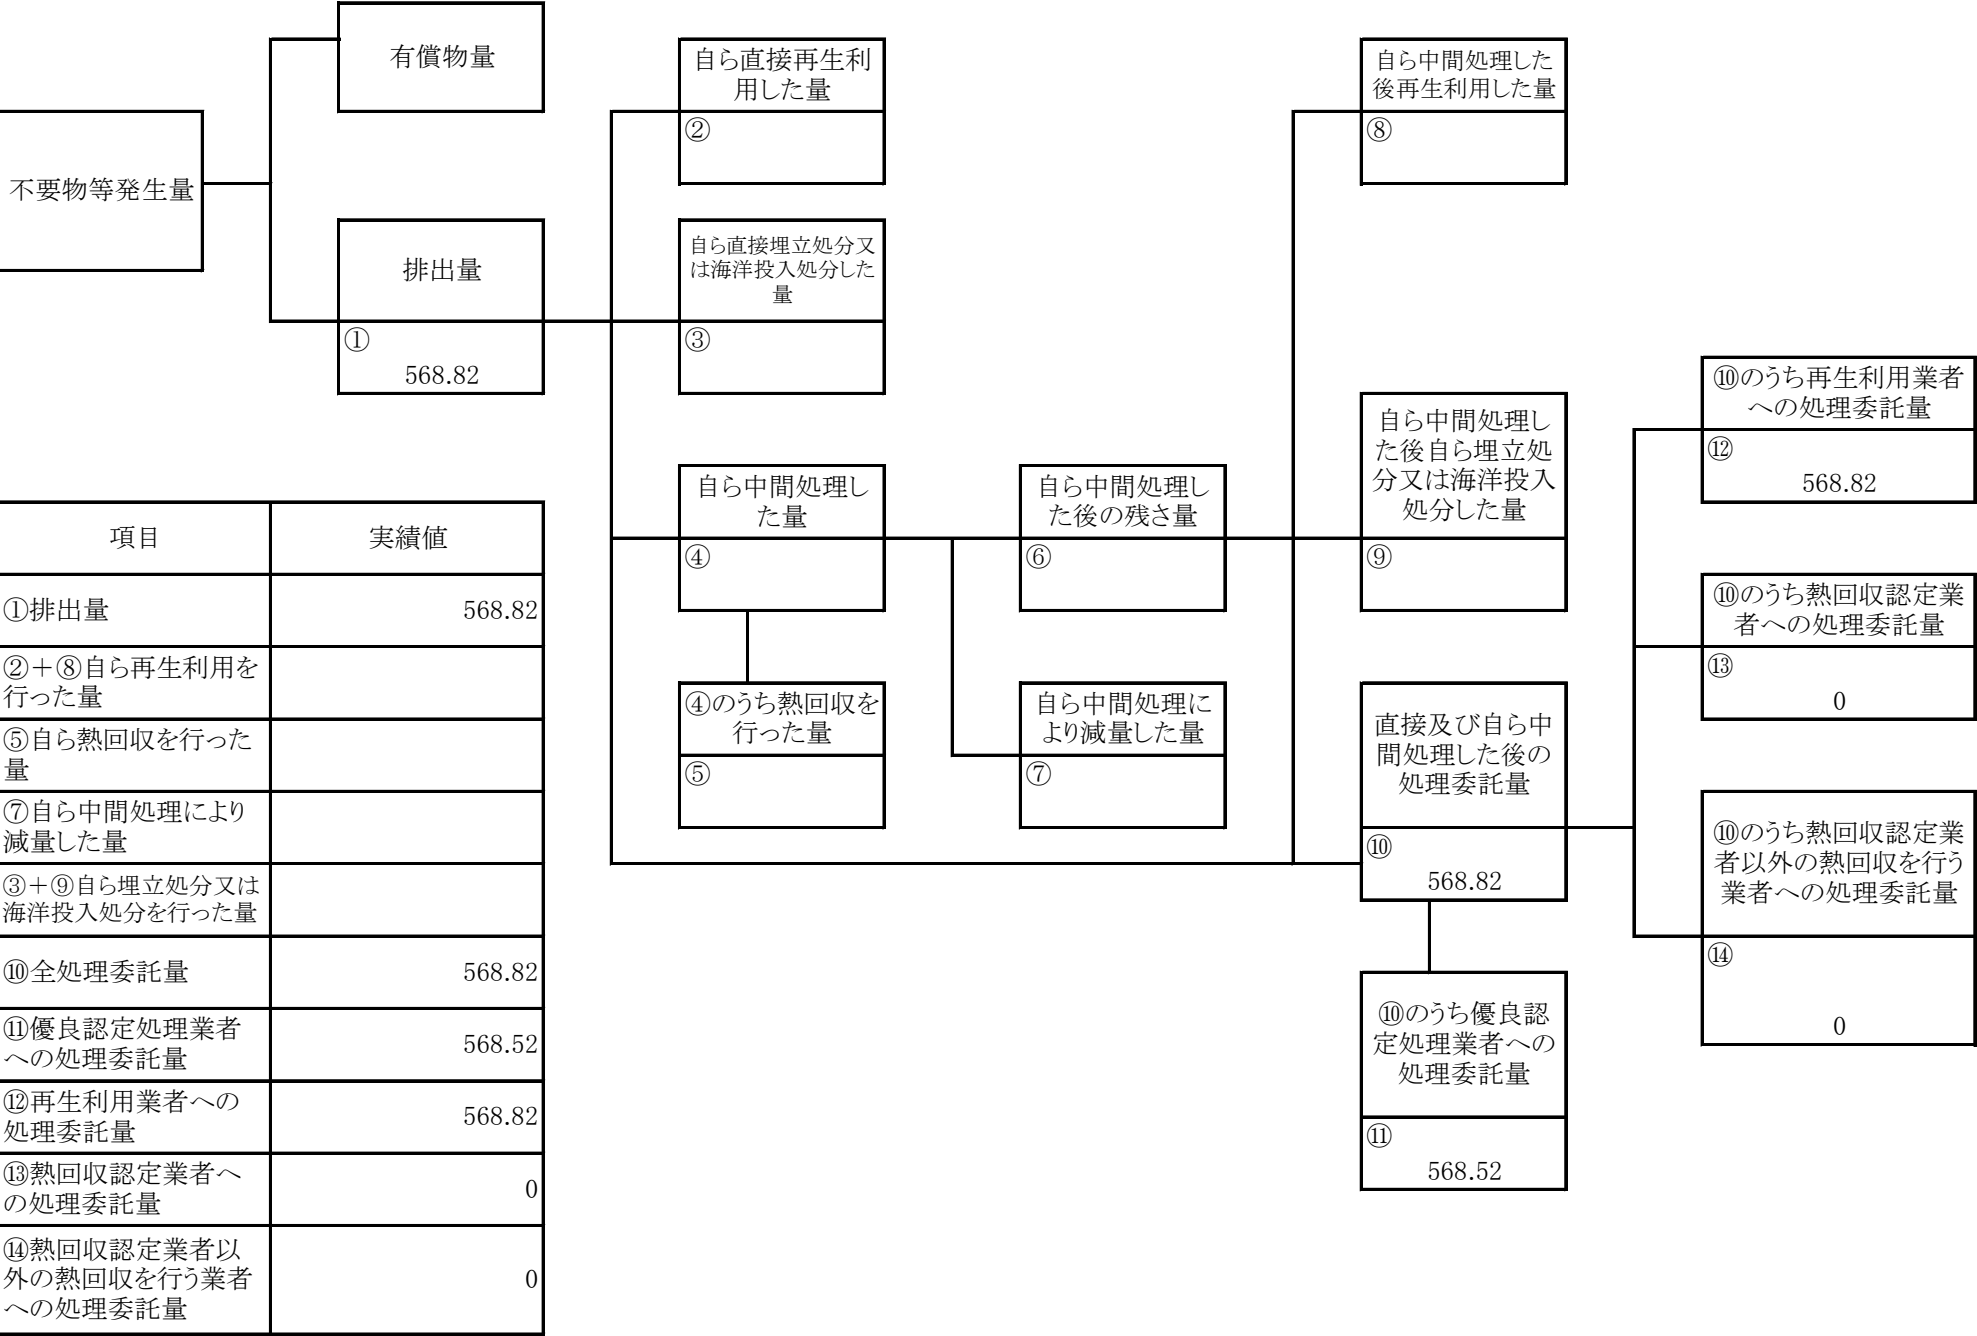 有償物量
不要物等発生量
排出量
①
568.82
自ら直接再生利
用した量
②
自ら直接埋立処分又
は海洋投入処分した
量
③
自ら中間処理し
た量
④
④のうち熱回収を
行った量
⑤
自ら中間処理し
た後の残さ量
⑥
自ら中間処理に
より減量した量
⑦
自ら中間処理した
後再生利用した量
⑧
自ら中間処理し
た後自ら埋立処
分又は海洋投入
処分した量
⑨
直接及び自ら中
間処理した後の
処理委託量
⑩
568.82
⑩のうち優良認
定処理業者への
処理委託量
⑪
568.52
⑩のうち再生利用業者
への処理委託量
⑫
568.82
⑩のうち熱回収認定業
者への処理委託量
⑬
0
⑩のうち熱回収認定業
者以外の熱回収を行う
業者への処理委託量
⑭
0
項目 実績値
①排出量 568.82
②+⑧自ら再生利用を
行った量
⑤自ら熱回収を行った
量
⑦自ら中間処理により
減量した量
③+⑨自ら埋立処分又は
海洋投入処分を行った量
⑩全処理委託量 568.82
⑪優良認定処理業者
への処理委託量 568.52
⑫再生利用業者への
処理委託量 568.82
⑬熱回収認定業者へ
の処理委託量 0
⑭熱回収認定業者以
外の熱回収を行う業者
への処理委託量 0